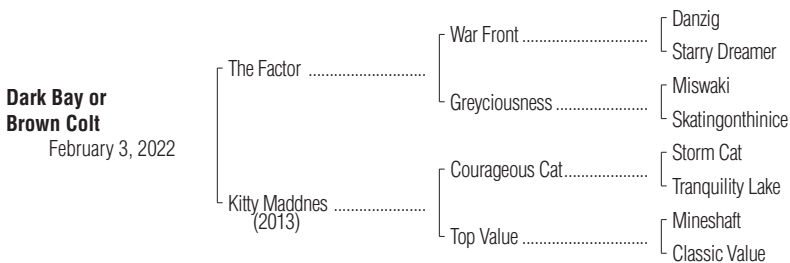 Dark Bay or
Brown Colt
February 3, 2022
The Factor ............................
War Front ..............................
Danzig
Starry Dreamer
Greyciousness ......................
Miswaki
Skatingonthinice
Kitty Maddnes ......................
(2013)
Courageous Cat....................
Storm Cat
Tranquility Lake
Top Value ..............................
Mineshaft
Classic Value